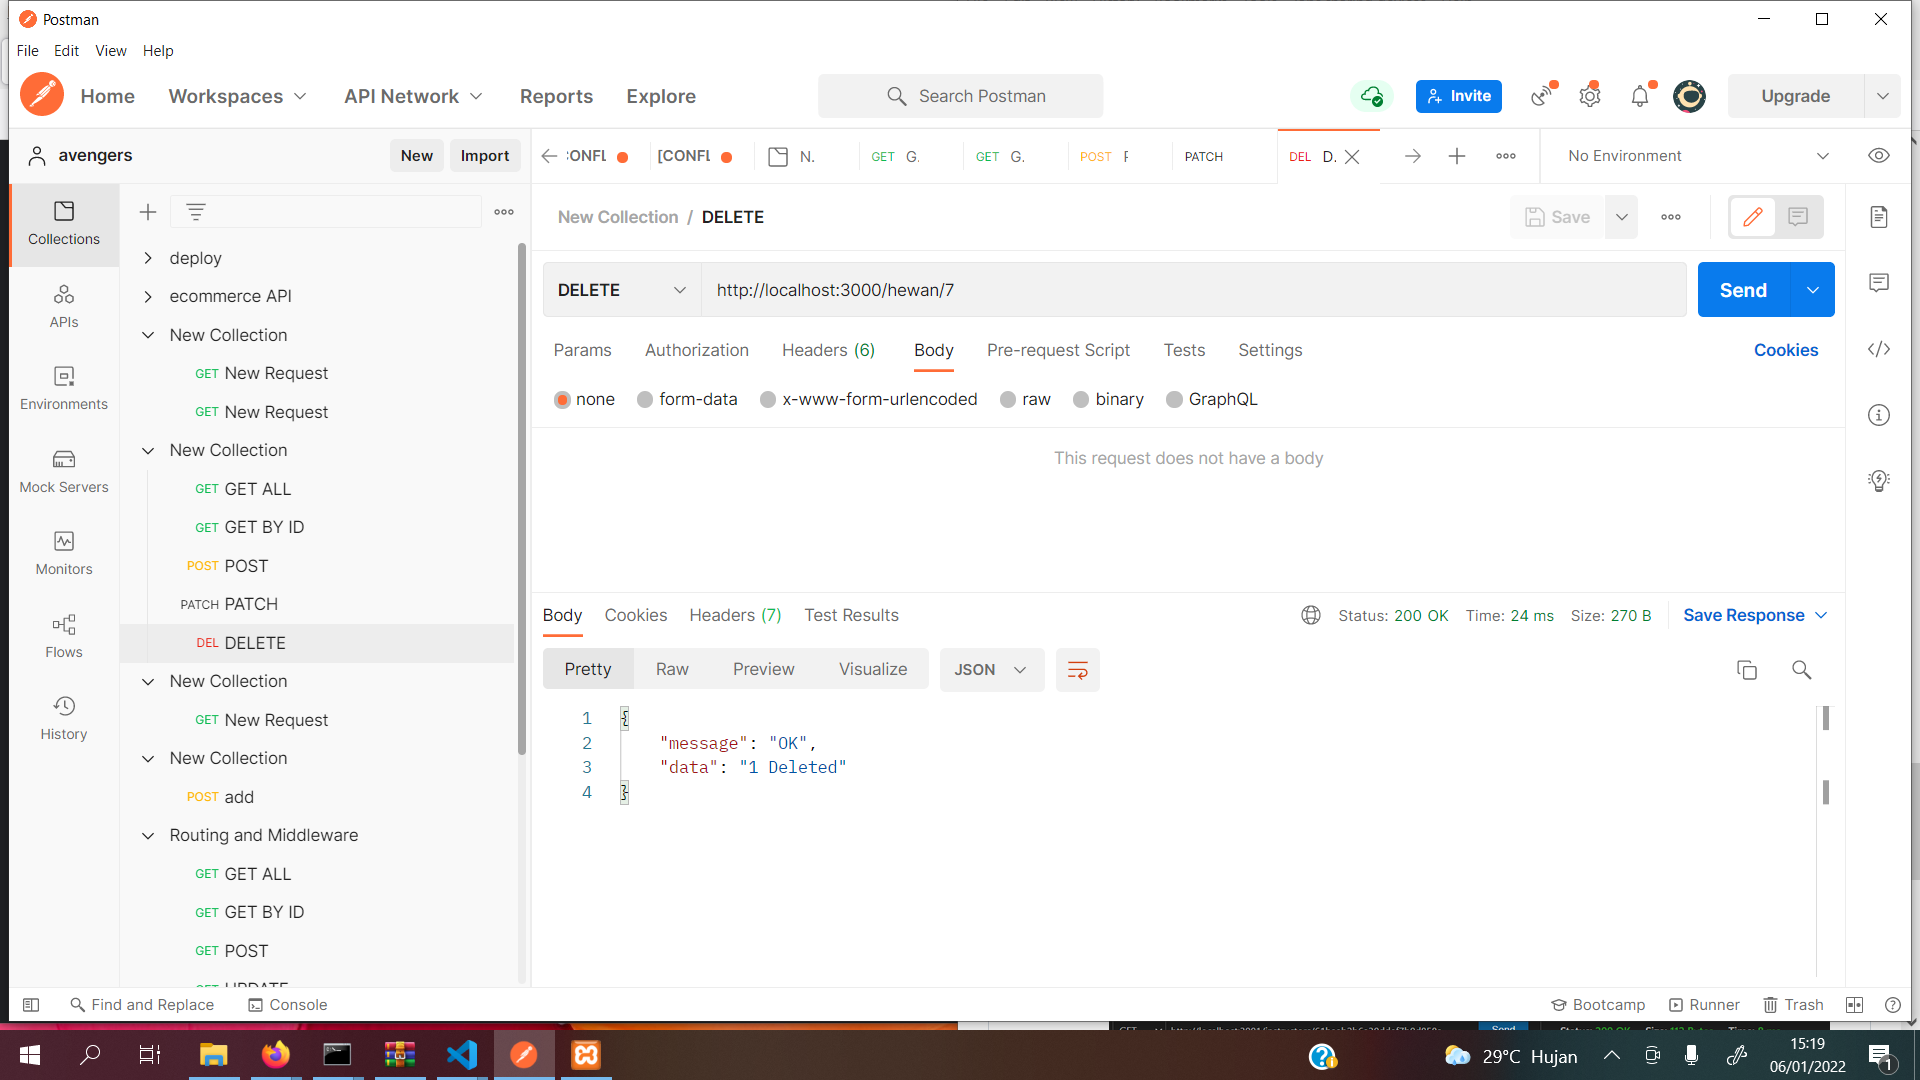 Postman
File Edit View Help
Home Workspaces API Network Reports Explore Search Postman Invite Upgrade
avengers New Import
CONFL [CONFL N. GET G. GET G. POST PATCH DEL D. No Environment
New Collection / DELETE Save
DELETE http://localhost:3000/hewan/7 Send
Params Authorization Headers (6) Body Pre-request Script Tests Settings Cookies
none form-data x-www-form-urlencoded raw binary GraphQL
This request does not have a body
Collections
APIs
Environments
Mock Servers
Monitors
Flows
History
deploy
ecommerce API
New Collection
GET New Request
GET New Request
New Collection
GET GET ALL
GET GET BY ID
POST POST
PATCH PATCH
DEL DELETE
New Collection
GET New Request
New Collection
POST add
Routing and Middleware
GET GET ALL
GET GET BY ID
GET POST
GET UPDATE
Body Cookies Headers (7) Test Results Status: 200 OK Time: 24 ms Size: 270 B Save Response
Pretty Raw Preview Visualize JSON
1 {
2 "message": "OK",
3 "data": "1 Deleted"
4 }
Find and Replace Console Bootcamp Runner Trash
29°C Hujan
15:19
06/01/2022
1